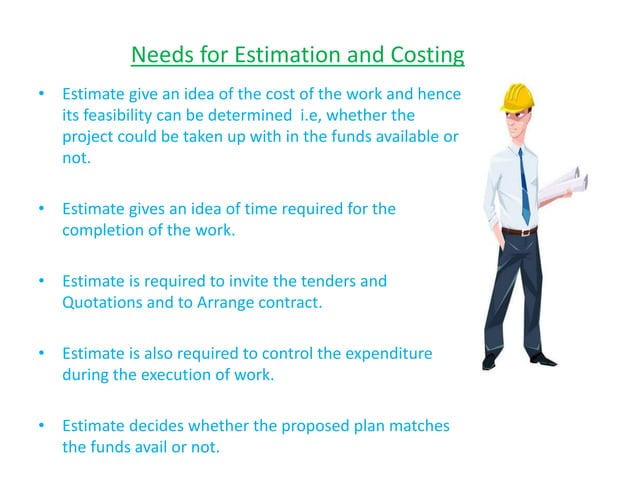 Needs for Estimation and Costing
• Estimate give an idea of the cost of the work and hence
its feasibility can be determined i.e, whether the
project could be taken up with in the funds available or
not.
• Estimate gives an idea of time required for the
completion of the work.
• Estimate is required to invite the tenders and
Quotations and to Arrange contract.
• Estimate is also required to control the expenditure
during the execution of work.
• Estimate decides whether the proposed plan matches
the funds avail or not.